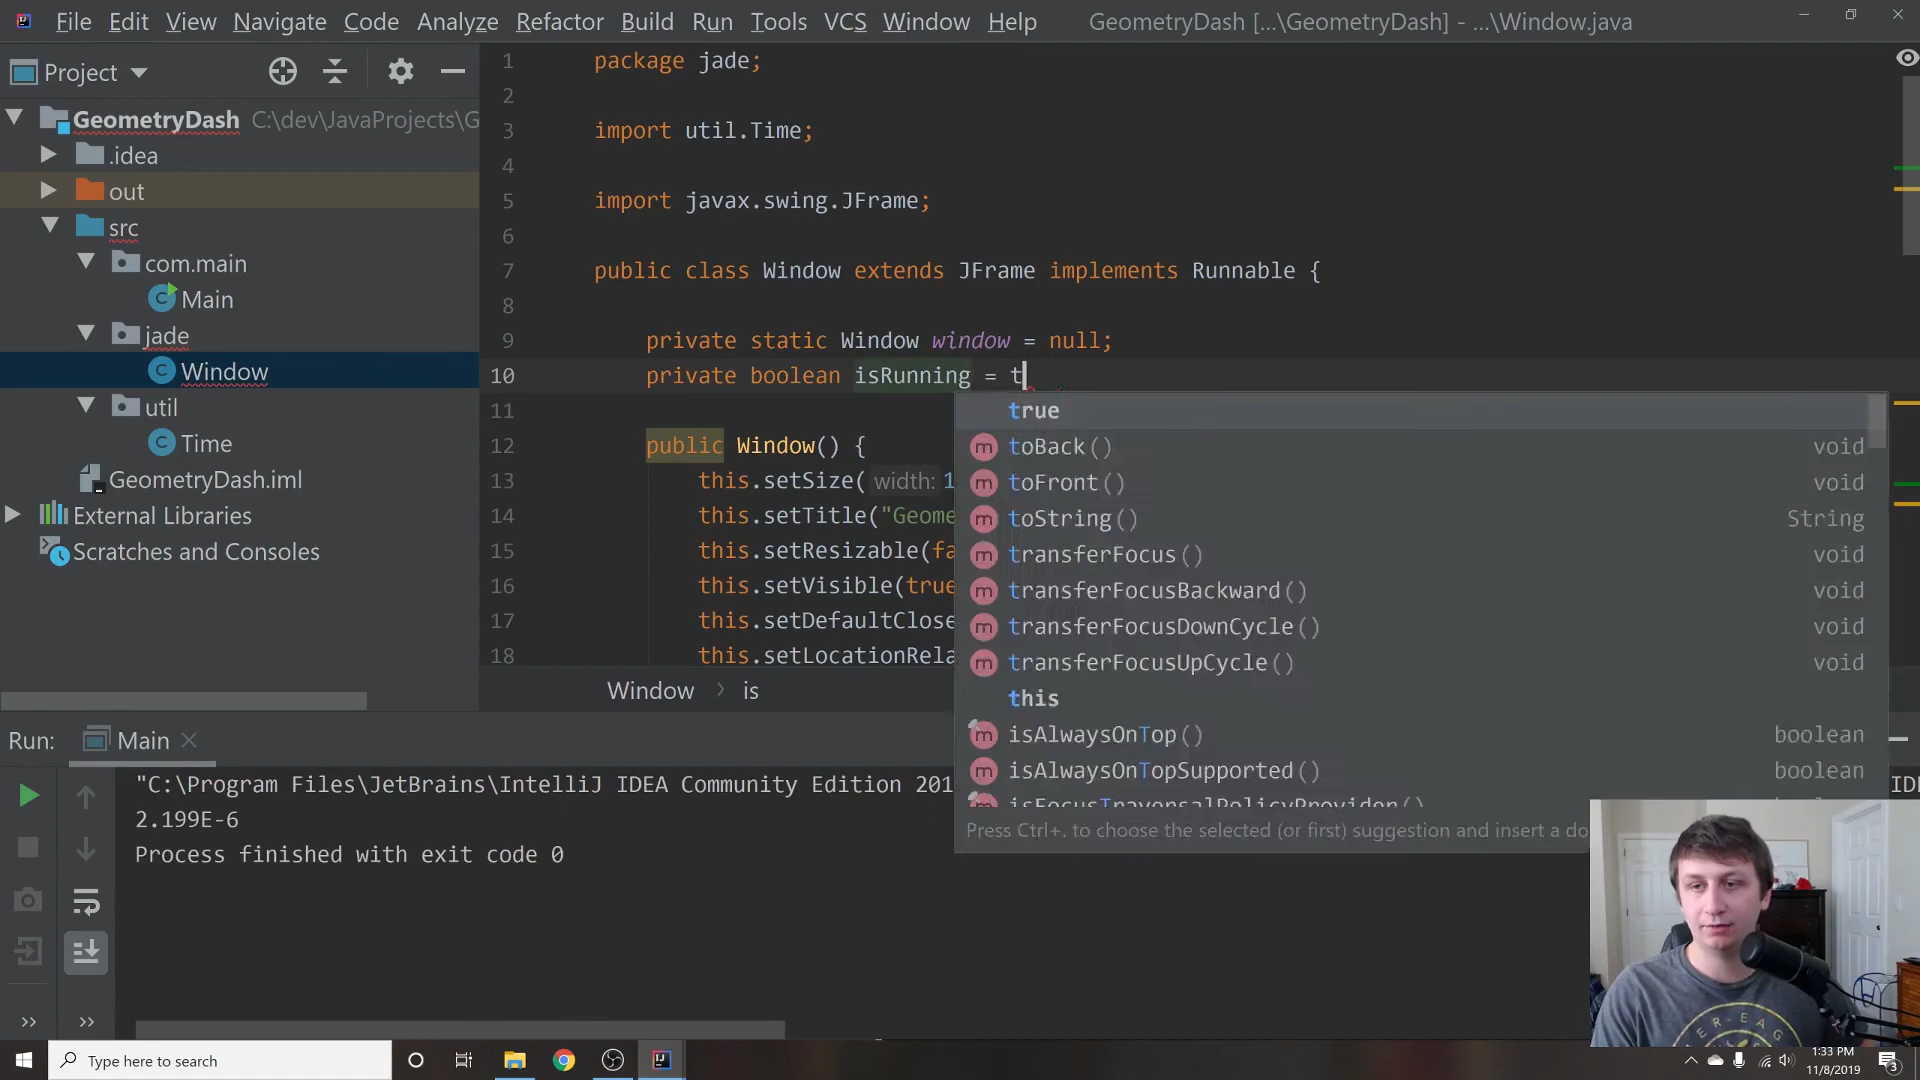 File Edit View Navigate Code Analyze Refactor Build Run Tools VCS Window Help GeometryDash [...\GeometryDash] - ...\Window.java
Project
GeometryDash C:\dev\JavaProjects\G
.idea
out
src
com.main
Main
jade
Window
util
Time
GeometryDash.iml
External Libraries
Scratches and Consoles
1 package jade;
2
3 import util.Time;
4
5 import javax.swing.JFrame;
6
7 public class Window extends JFrame implements Runnable {
8
9 private static Window window = null;
10 private boolean isRunning = t
11
12 public Window() {
13 this.setSize( width: 1
14 this.setTitle("Geome
15 this.setResizable(fa
16 this.setVisible(true
17 this.setDefaultClose
18 this.setLocationRela
true
toBack() void
toFront() void
toString() String
transferFocus() void
transferFocusBackward() void
transferFocusDownCycle() void
transferFocusUpCycle() void
this
isAlwaysOnTop() boolean
isAlwaysOnTopSupported() boolean
isFocusTraversalPolicyProvider()
Press Ctrl+. to choose the selected (or first) suggestion and insert a do
Window > is
Run: Main
"C:\Program Files\JetBrains\IntelliJ IDEA Community Edition 201
IDE
2.199E-6
Process finished with exit code 0
Type here to search
1:33 PM
11/8/2019
3